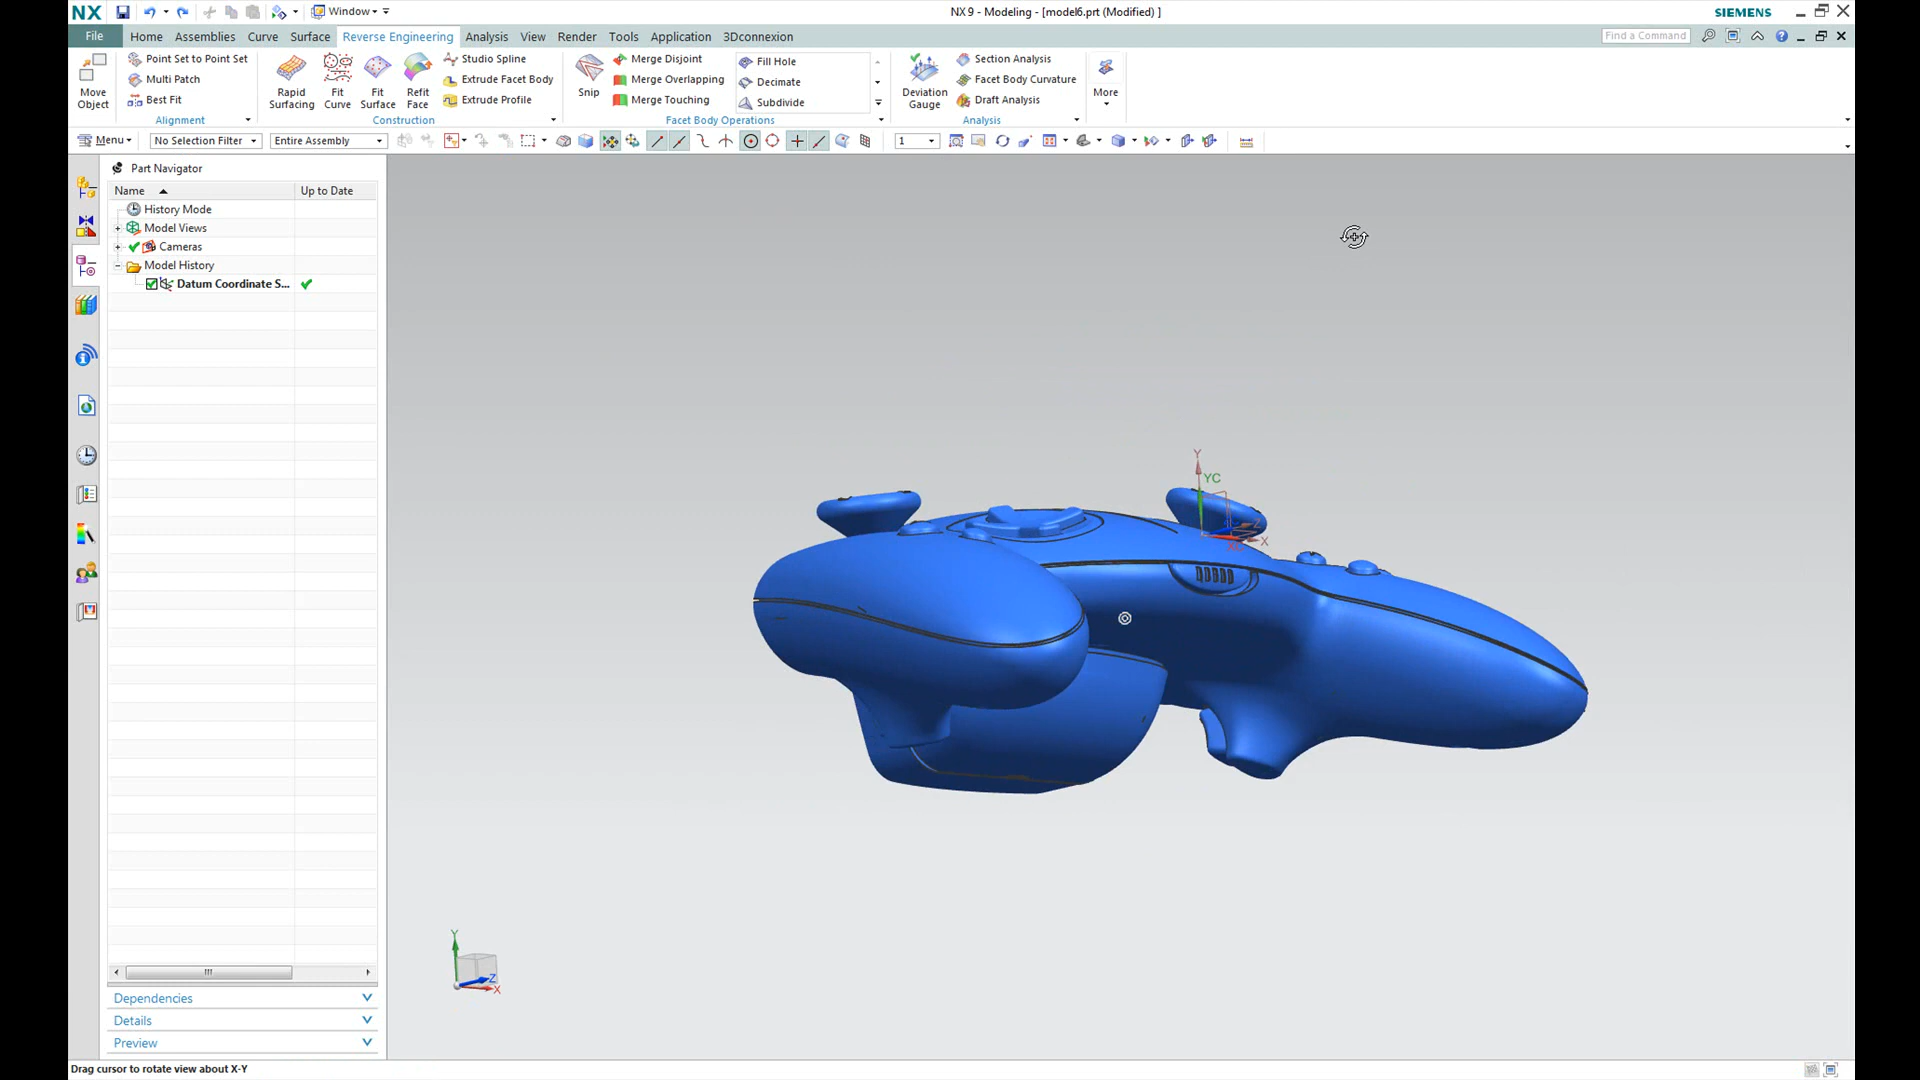 NX
Window
NX 9 - Modeling - [model6.prt (Modified) ]
SIEMENS
File Home Assemblies Curve Surface Reverse Engineering Analysis View Render Tools Application 3Dconnexion
Find a Command
Move Object
Point Set to Point Set
Multi Patch
Best Fit
Alignment
Rapid Surfacing
Fit Curve
Fit Surface
Refit Face
Studio Spline
Extrude Facet Body
Extrude Profile
Construction
Snip
Merge Disjoint
Merge Overlapping
Merge Touching
Fill Hole
Decimate
Subdivide
Facet Body Operations
Deviation Gauge
Section Analysis
Facet Body Curvature
Draft Analysis
Analysis
More
Menu
No Selection Filter
Entire Assembly
1
Part Navigator
Name Up to Date
History Mode
Model Views
Cameras
Model History
Datum Coordinate S...
Y
YC
Z
X
Y
Z
X
Dependencies
Details
Preview
Drag cursor to rotate view about X-Y